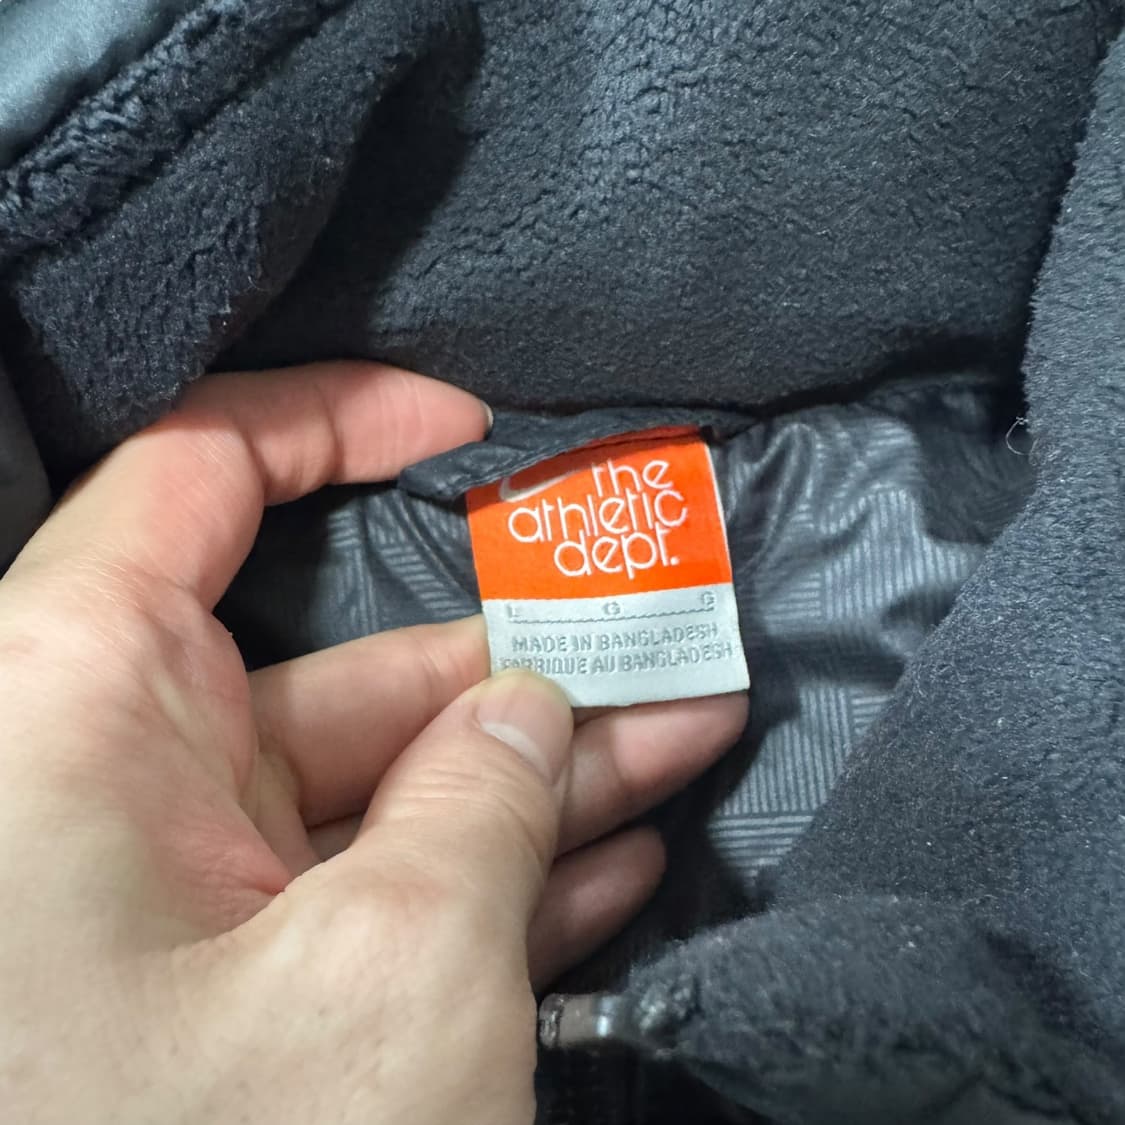 the
athletic
dept.
L G G
MADE IN BANGLADESH
FABRIQUE AU BANGLADESH